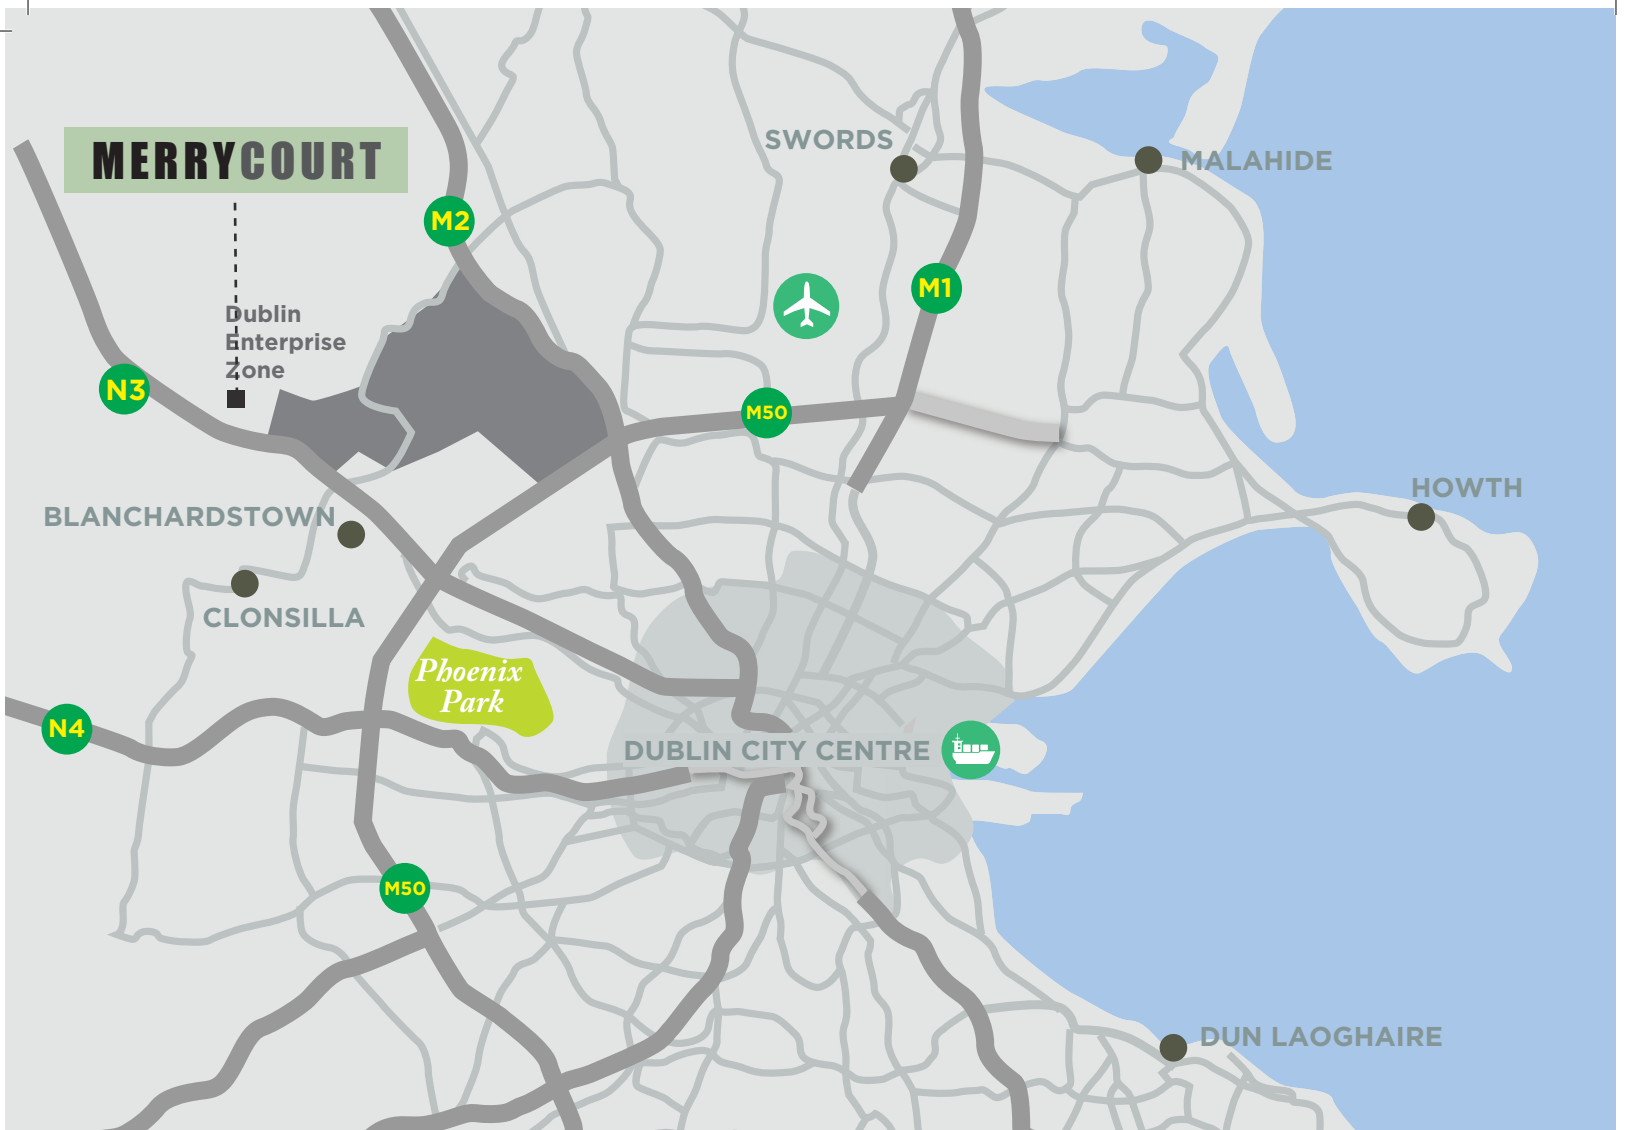 SWORDS
MALAHIDE
MERRYCOURT
M2
M1
Dublin
Enterprise
Zone
N3
M50
HOWTH
BLANCHARDSTOWN
CLONSILLA
Phoenix
Park
N4
DUBLIN CITY CENTRE
M50
DUN LAOGHAIRE